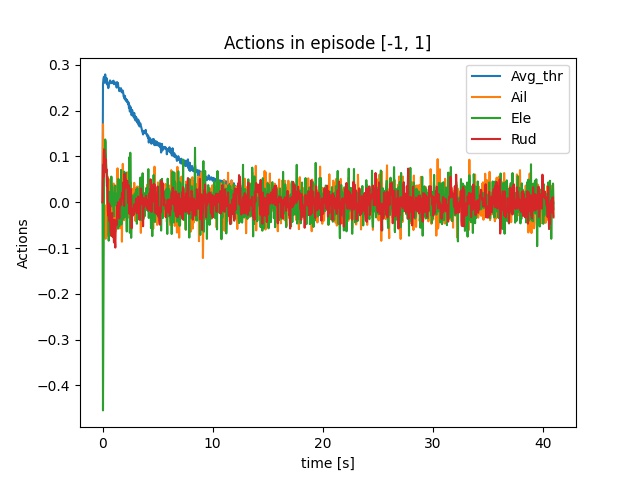 Actions in episode [-1, 1]
Avg_thr
Ail
Ele
Rud
0.3
0.2
0.1
0.0
−0.1
−0.2
−0.3
−0.4
Actions
0
10
20
30
40
time [s]